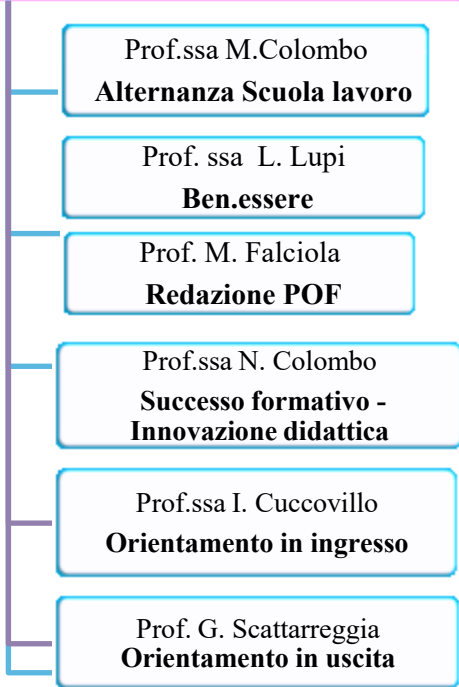 Prof.ssa M.Colombo
Alternanza Scuola lavoro
Prof. ssa L. Lupi
Ben.essere
Prof. M. Falciola
Redazione POF
Prof.ssa N. Colombo
Successo formativo -
Innovazione didattica
Prof.ssa I. Cuccovillo
Orientamento in ingresso
Prof. G. Scattarreggia
Orientamento in uscita